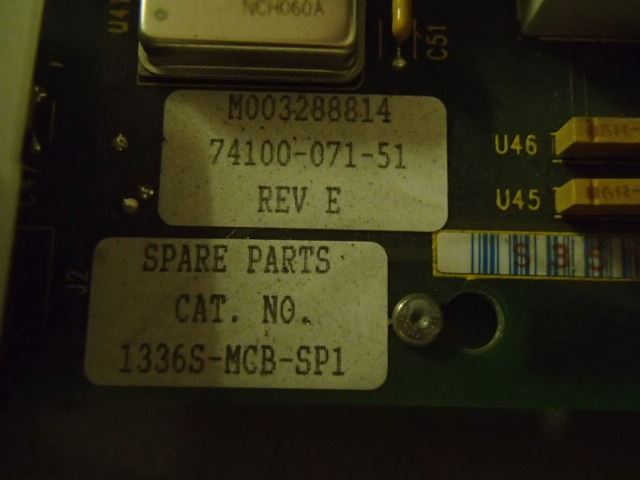 NCH060A
C51
M003288814
74100-071-51
REV E
U46
U45
J2
SPARE PARTS
CAT. NO.
1336S-MCB-SP1